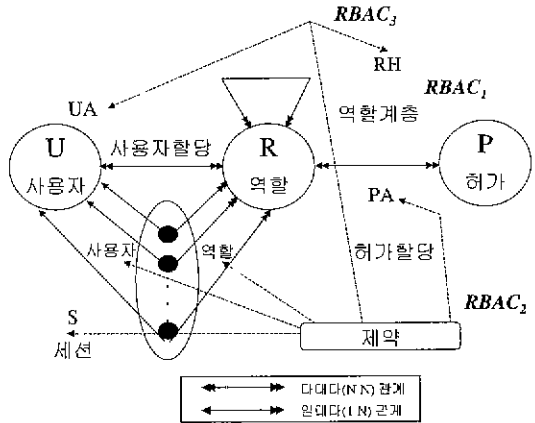 RBAC₃
RH
RBAC₁
UA
역할계층
U
사용자할당
R
P
사용자
역할
허가
PA
사용자
역할
허가할당
S
세션
제약
RBAC₂
다대다(N:N) 관계
일대다(1:N) 관계